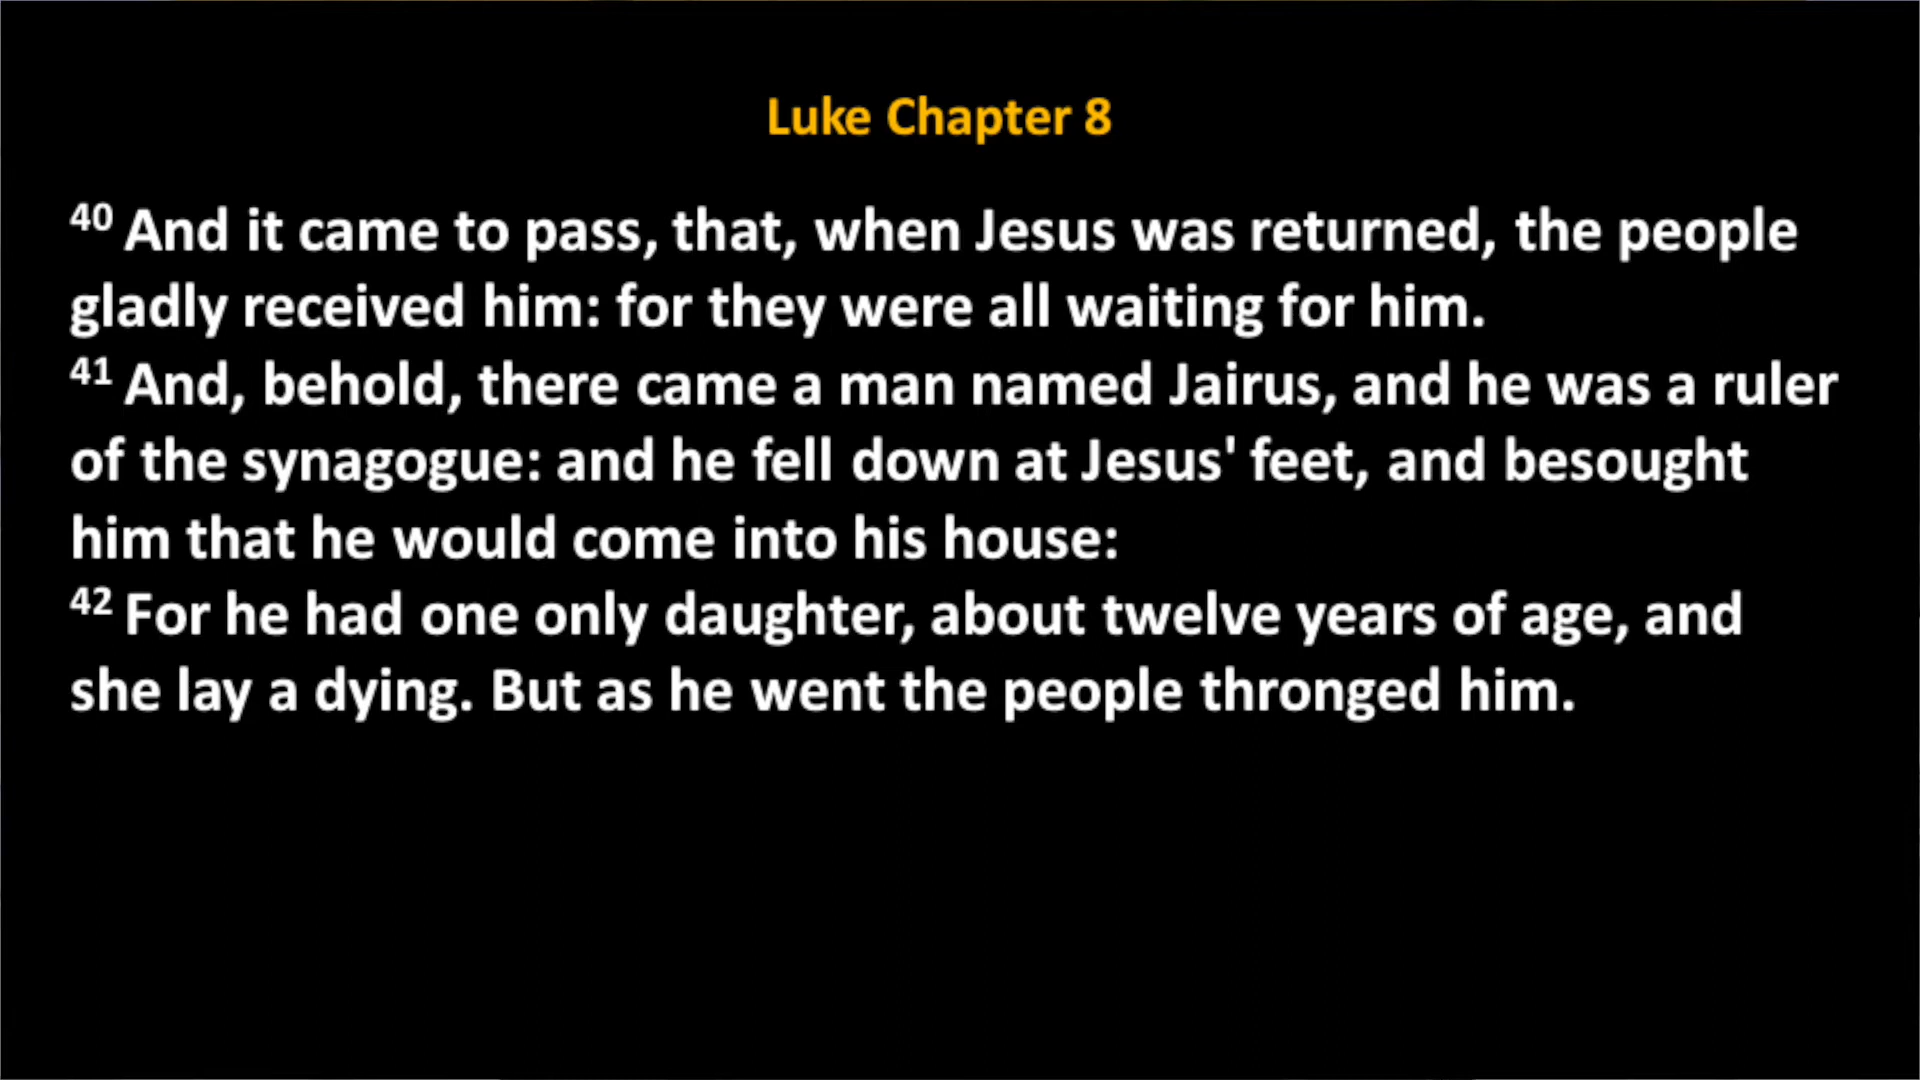 Luke Chapter 8
40 And it came to pass, that, when Jesus was returned, the people
gladly received him: for they were all waiting for him.
41 And, behold, there came a man named Jairus, and he was a ruler
of the synagogue: and he fell down at Jesus' feet, and besought
him that he would come into his house:
42 For he had one only daughter, about twelve years of age, and
she lay a dying. But as he went the people thronged him.